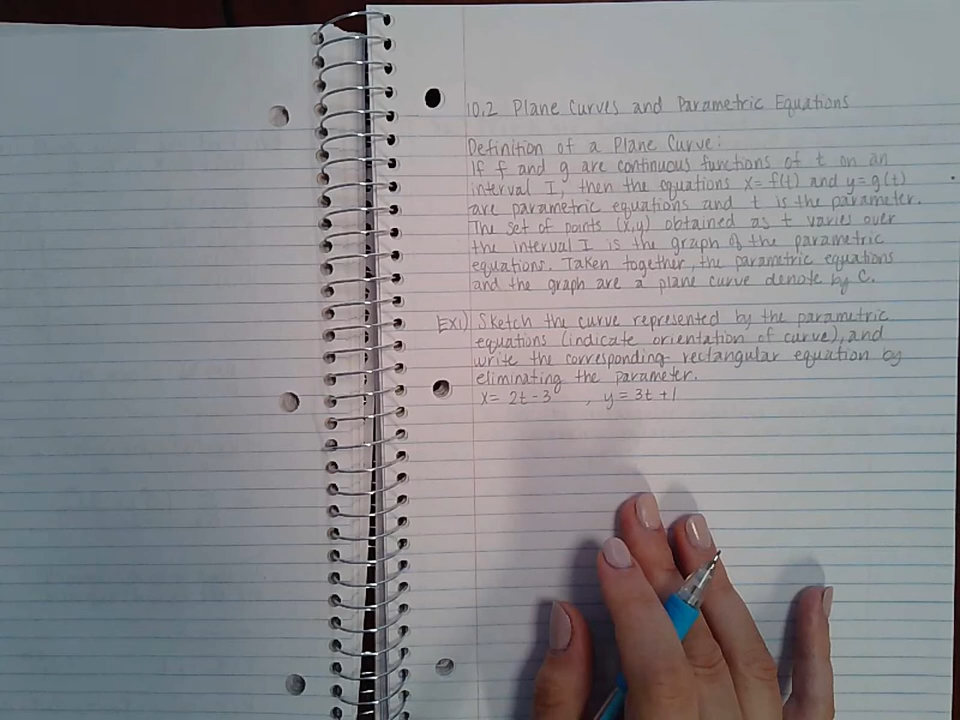 10.2 Plane Curves and Parametric Equations
Definition of a Plane Curve:
If f and g are continuous functions of t on an
interval I, then the equations x = f(t) and y = g(t)
are parametric equations and t is the parameter.
The set of points (x,y) obtained as t varies over
the interval I is the graph of the parametric
equations. Taken together, the parametric equations
and the graph are a plane curve denote by C.
EX1) Sketch the curve represented by the parametric
equations (indicate orientation of curve), and
write the corresponding rectangular equation by
eliminating the parameter.
x = 2t - 3 , y = 3t + 1